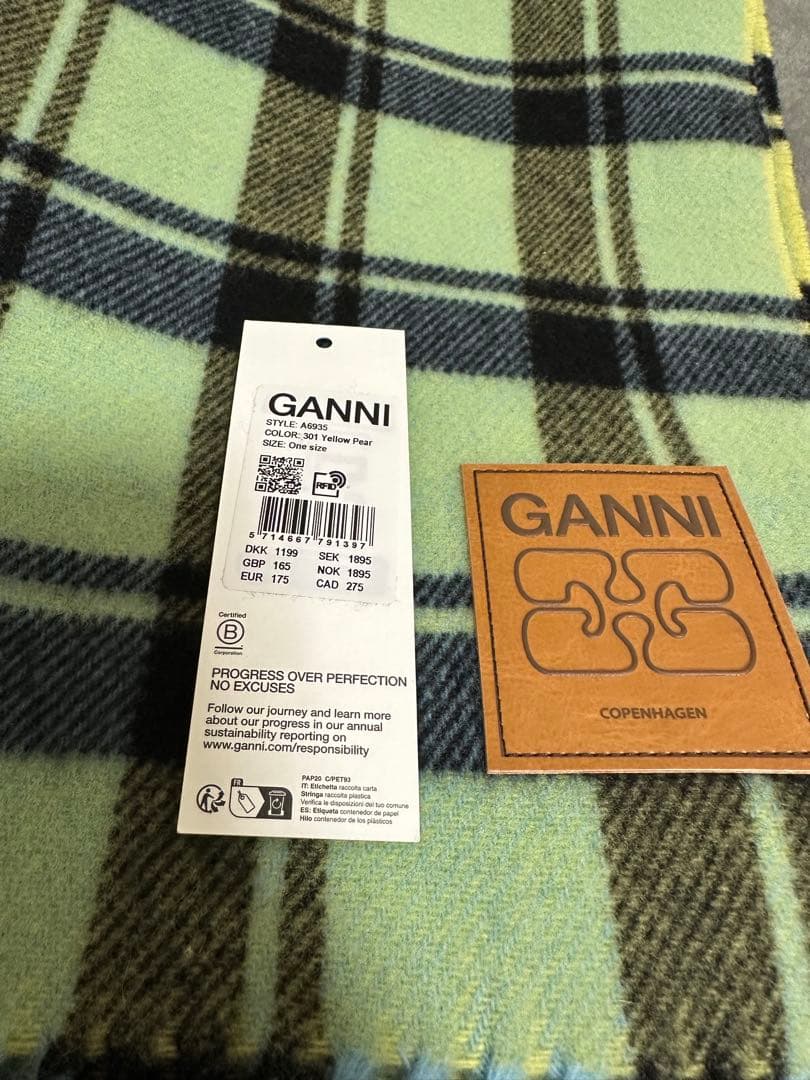 GANNI
STYLE: A6935
COLOR: 301 Yellow Pear
SIZE: One size
RFID
5 714667 791397
DKK 1199 SEK 1895
GBP 165 NOK 1895
EUR 175 CAD 275
Certified
B
Corporation
PROGRESS OVER PERFECTION
NO EXCUSES
Follow our journey and learn more
about our progress in our annual
sustainability reporting on
www.ganni.com/responsibility
FR
PAP20 C/PET93
IT: Etichetta raccolta carta
Stringa raccolta plastica
Verifica le disposizioni del tuo comune
ES: Etiqueta contenedor de papel
Hilo contenedor de los plásticos
GANNI
COPENHAGEN